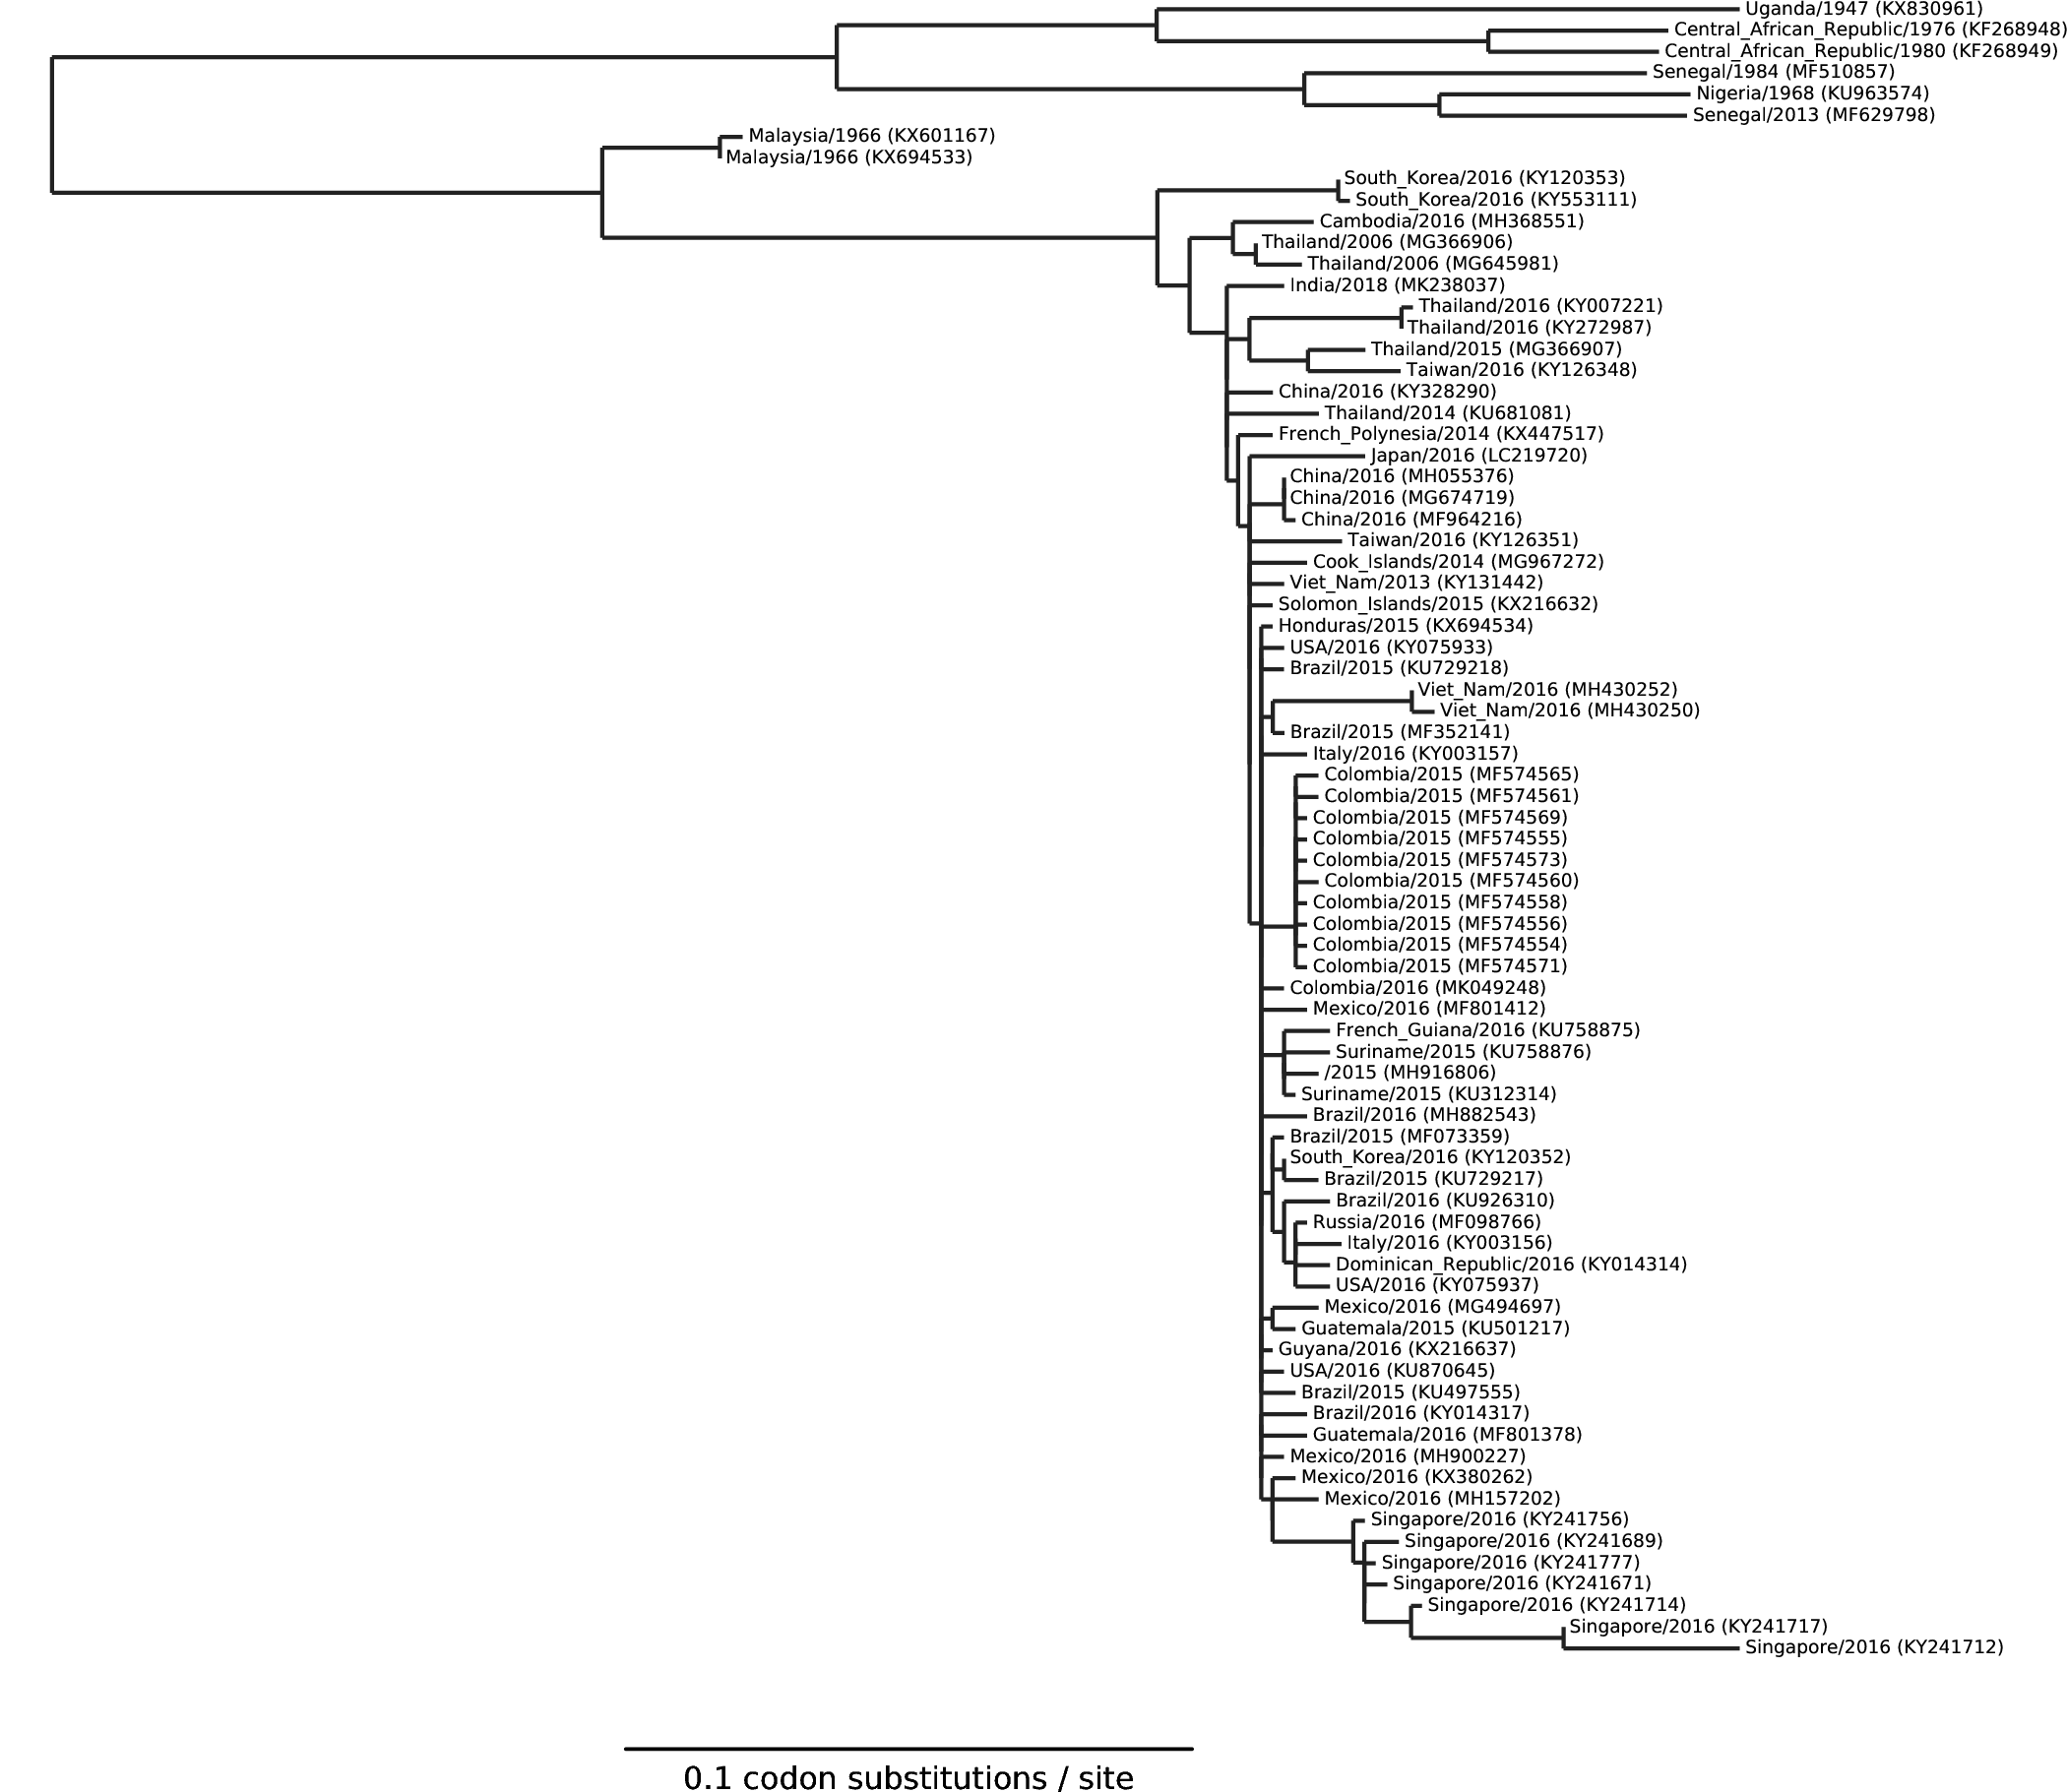 Uganda/1947 (KX830961)
Central_African_Republic/1976 (KF268948)
Central_African_Republic/1980 (KF268949)
Senegal/1984 (MF510857)
Nigeria/1968 (KU963574)
Senegal/2013 (MF629798)
Malaysia/1966 (KX601167)
Malaysia/1966 (KX694533)
South_Korea/2016 (KY120353)
South_Korea/2016 (KY553111)
Cambodia/2016 (MH368551)
Thailand/2006 (MG366906)
Thailand/2006 (MG645981)
India/2018 (MK238037)
Thailand/2016 (KY007221)
Thailand/2016 (KY272987)
Thailand/2015 (MG366907)
Taiwan/2016 (KY126348)
China/2016 (KY328290)
Thailand/2014 (KU681081)
French_Polynesia/2014 (KX447517)
Japan/2016 (LC219720)
China/2016 (MH055376)
China/2016 (MG674719)
China/2016 (MF964216)
Taiwan/2016 (KY126351)
Cook_Islands/2014 (MG967272)
Viet_Nam/2013 (KY131442)
Solomon_Islands/2015 (KX216632)
Honduras/2015 (KX694534)
USA/2016 (KY075933)
Brazil/2015 (KU729218)
Viet_Nam/2016 (MH430252)
Viet_Nam/2016 (MH430250)
Brazil/2015 (MF352141)
Italy/2016 (KY003157)
Colombia/2015 (MF574565)
Colombia/2015 (MF574561)
Colombia/2015 (MF574569)
Colombia/2015 (MF574555)
Colombia/2015 (MF574573)
Colombia/2015 (MF574560)
Colombia/2015 (MF574558)
Colombia/2015 (MF574556)
Colombia/2015 (MF574554)
Colombia/2015 (MF574571)
Colombia/2016 (MK049248)
Mexico/2016 (MF801412)
French_Guiana/2016 (KU758875)
Suriname/2015 (KU758876)
/2015 (MH916806)
Suriname/2015 (KU312314)
Brazil/2016 (MH882543)
Brazil/2015 (MF073359)
South_Korea/2016 (KY120352)
Brazil/2015 (KU729217)
Brazil/2016 (KU926310)
Russia/2016 (MF098766)
Italy/2016 (KY003156)
Dominican_Republic/2016 (KY014314)
USA/2016 (KY075937)
Mexico/2016 (MG494697)
Guatemala/2015 (KU501217)
Guyana/2016 (KX216637)
USA/2016 (KU870645)
Brazil/2015 (KU497555)
Brazil/2016 (KY014317)
Guatemala/2016 (MF801378)
Mexico/2016 (MH900227)
Mexico/2016 (KX380262)
Mexico/2016 (MH157202)
Singapore/2016 (KY241756)
Singapore/2016 (KY241689)
Singapore/2016 (KY241777)
Singapore/2016 (KY241671)
Singapore/2016 (KY241714)
Singapore/2016 (KY241717)
Singapore/2016 (KY241712)
0.1 codon substitutions / site